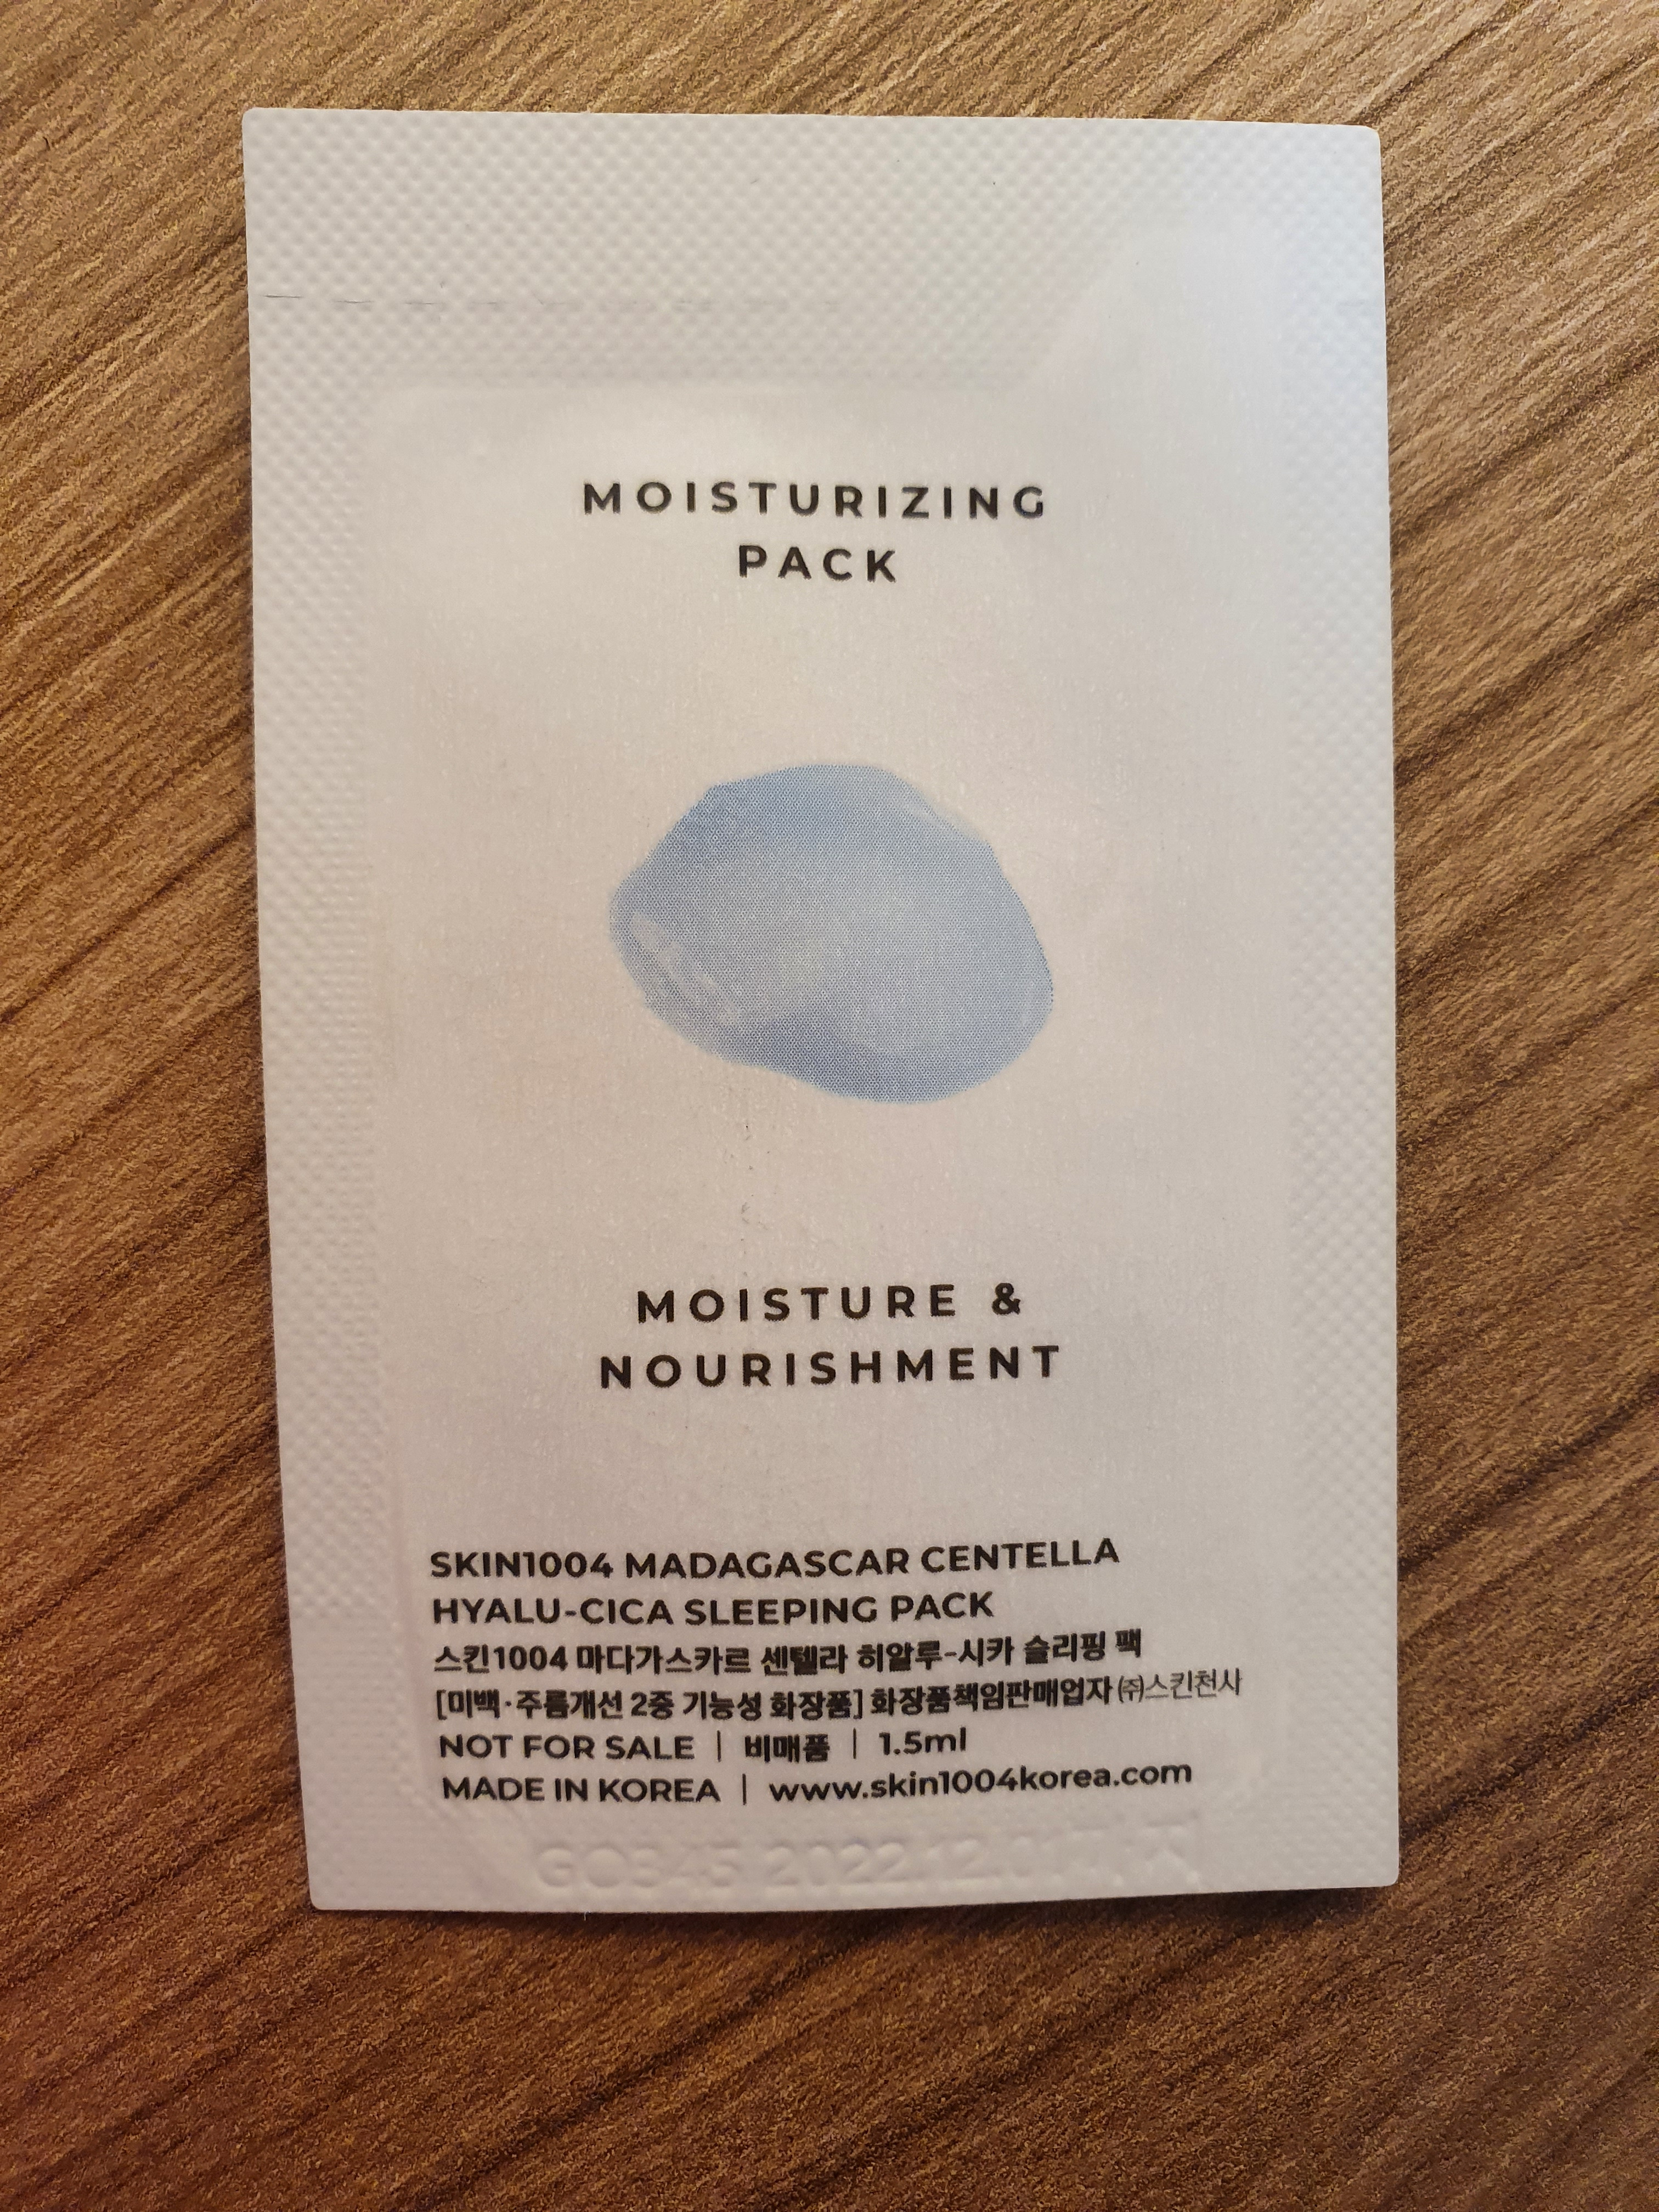 MOISTURIZING
PACK
MOISTURE &
NOURISHMENT
SKIN1004 MADAGASCAR CENTELLA
HYALU-CICA SLEEPING PACK
스킨1004 마다가스카르 센텔라 히알루-시카 슬리핑 팩
[미백·주름개선 2중 기능성 화장품] 화장품책임판매업자 ㈜스킨천사
NOT FOR SALE | 비매품 | 1.5ml
MADE IN KOREA | www.skin1004korea.com
GO345